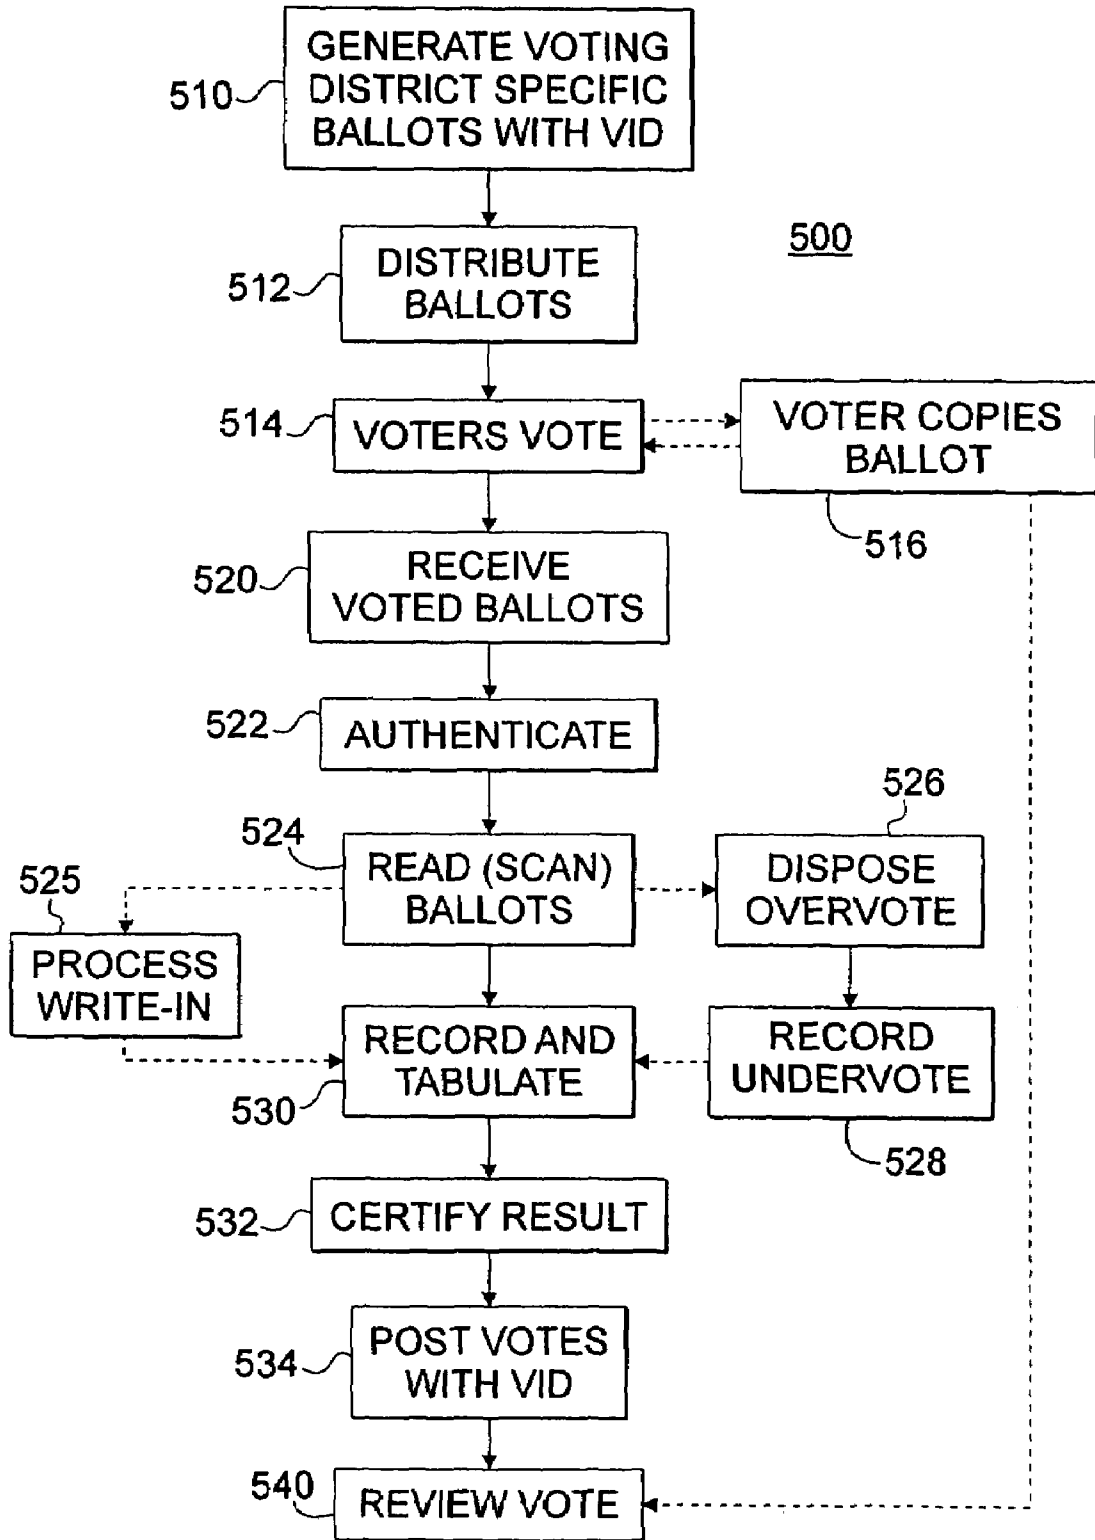 510
GENERATE VOTING
DISTRICT SPECIFIC
BALLOTS WITH VID
500
512
DISTRIBUTE
BALLOTS
514
VOTERS VOTE
VOTER COPIES
BALLOT
516
520
RECEIVE
VOTED BALLOTS
522
AUTHENTICATE
524
READ (SCAN)
BALLOTS
526
DISPOSE
OVERVOTE
525
PROCESS
WRITE-IN
530
RECORD AND
TABULATE
RECORD
UNDERVOTE
528
532
CERTIFY RESULT
534
POST VOTES
WITH VID
540
REVIEW VOTE